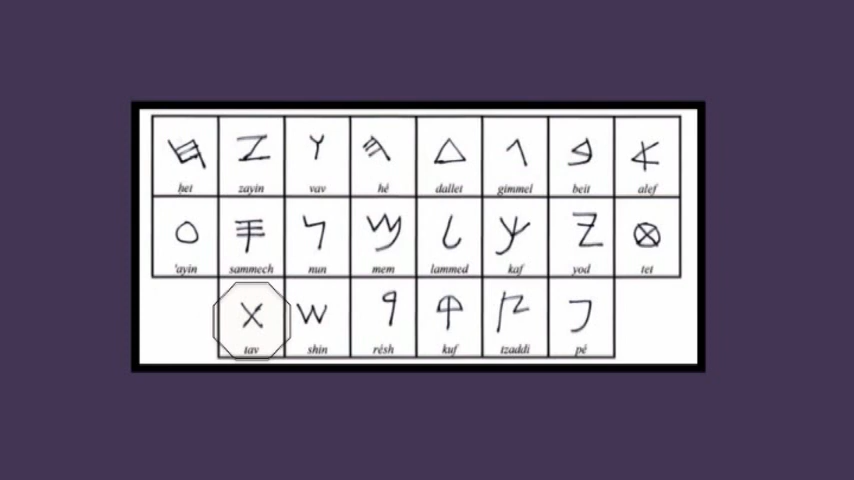 𐤀 𐤁 𐤂 𐤃 𐤄 𐤅 𐤆 𐤇
ḥet zayin vav hé dallet gimmel beit alef
𐤈 𐤉 𐤊 𐤋 𐤌 𐤍 𐤎 𐤏
'ayin sammech nun mem lammed kaf yod tet
𐤐 𐤑 𐤒 𐤓 𐤔 𐤕
tav shin résh kuf tzaddi pé